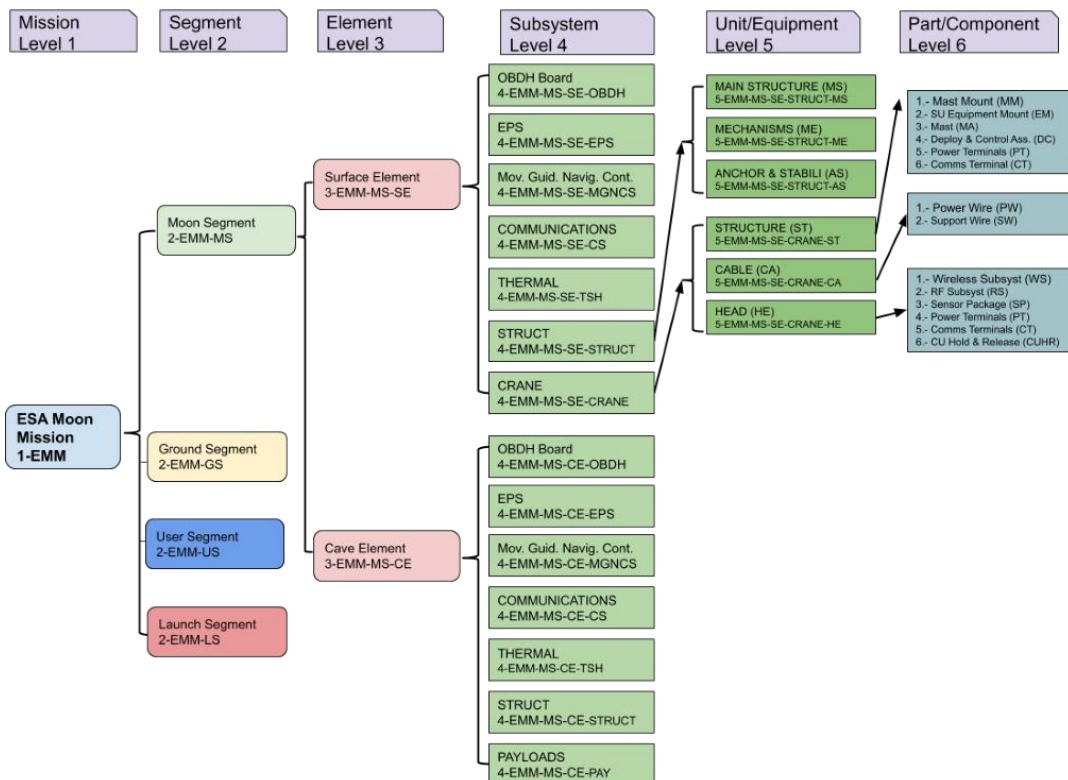 Mission
Level 1
Segment
Level 2
Element
Level 3
Subsystem
Level 4
Unit/Equipment
Level 5
Part/Component
Level 6
ESA Moon
Mission
1-EMM
Moon Segment
2-EMM-MS
Ground Segment
2-EMM-GS
User Segment
2-EMM-US
Launch Segment
2-EMM-LS
Surface Element
3-EMM-MS-SE
Cave Element
3-EMM-MS-CE
OBDH Board
4-EMM-MS-SE-OBDH
EPS
4-EMM-MS-SE-EPS
Mov. Guid. Navig. Cont.
4-EMM-MS-SE-MGNCS
COMMUNICATIONS
4-EMM-MS-SE-CS
THERMAL
4-EMM-MS-SE-TSH
STRUCT
4-EMM-MS-SE-STRUCT
CRANE
4-EMM-MS-SE-CRANE
OBDH Board
4-EMM-MS-CE-OBDH
EPS
4-EMM-MS-CE-EPS
Mov. Guid. Navig. Cont.
4-EMM-MS-CE-MGNCS
COMMUNICATIONS
4-EMM-MS-CE-CS
THERMAL
4-EMM-MS-CE-TSH
STRUCT
4-EMM-MS-CE-STRUCT
PAYLOADS
4-EMM-MS-CE-PAY
MAIN STRUCTURE (MS)
5-EMM-MS-SE-STRUCT-MS
MECHANISMS (ME)
5-EMM-MS-SE-STRUCT-ME
ANCHOR & STABILI (AS)
5-EMM-MS-SE-STRUCT-AS
STRUCTURE (ST)
5-EMM-MS-SE-CRANE-ST
CABLE (CA)
5-EMM-MS-SE-CRANE-CA
HEAD (HE)
5-EMM-MS-SE-CRANE-HE
1.- Mast Mount (MM)
2.- SU Equipment Mount (EM)
3.- Mast (MA)
4.- Deploy & Control Ass. (DC)
5.- Power Terminals (PT)
6.- Comms Terminal (CT)
1.- Power Wire (PW)
2.- Support Wire (SW)
1.- Wireless Subsyst (WS)
2.- RF Subsyst (RS)
3.- Sensor Package (SP)
4.- Power Terminals (PT)
5.- Comms Terminals (CT)
6.- CU Hold & Release (CUHR)